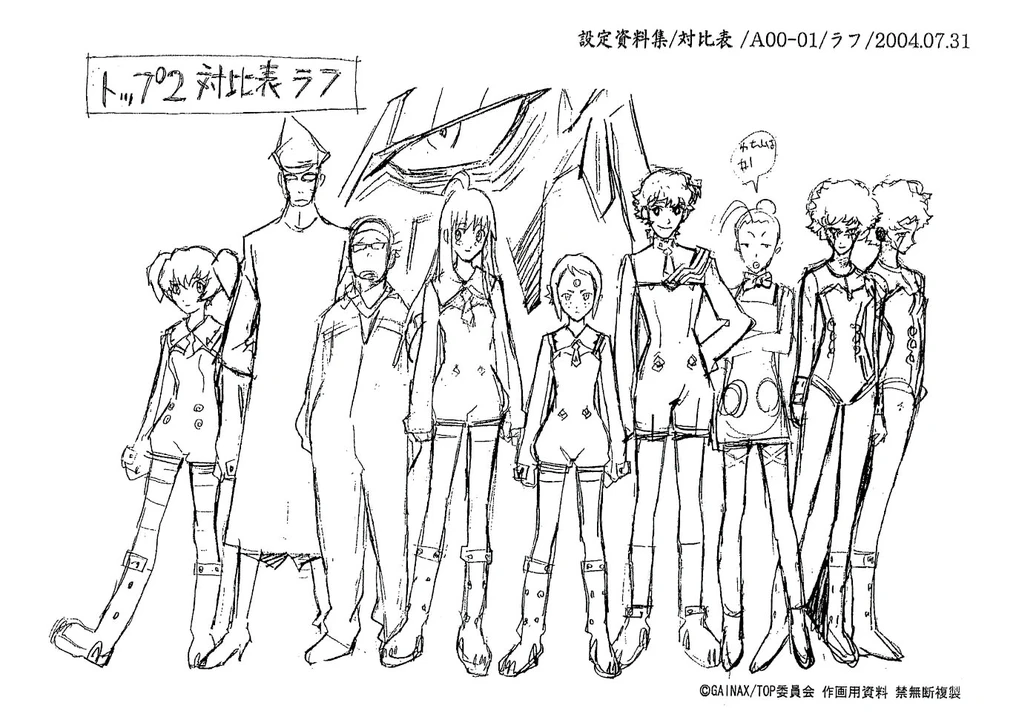 設定資料集/対比表 /A00-01/ラフ/2004.07.31
トップ2 対比表 ラフ
©GAINAX/TOP委員会 作画用資料 禁無断複製